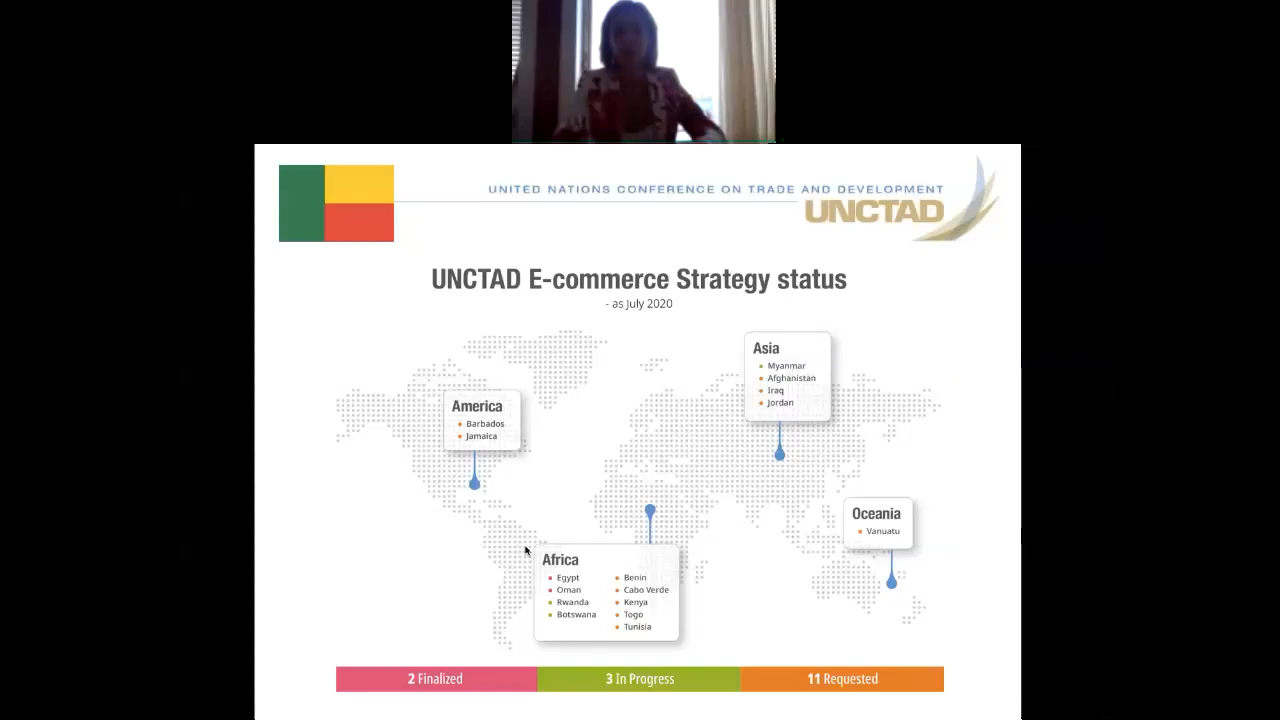 UNITED NATIONS CONFERENCE ON TRADE AND DEVELOPMENT
UNCTAD
UNCTAD E-commerce Strategy status
- as July 2020
Asia
Myanmar
Afghanistan
Iraq
Jordan
America
Barbados
Jamaica
Oceania
Vanuatu
Africa
Egypt
Oman
Rwanda
Botswana
Benin
Cabo Verde
Kenya
Togo
Tunisia
2 Finalized
3 In Progress
11 Requested